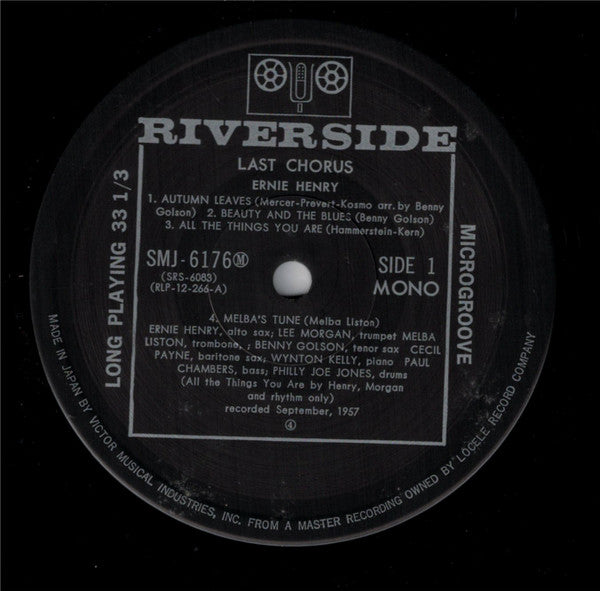 RIVERSIDE
LAST CHORUS
ERNIE HENRY
1. AUTUMN LEAVES (Mercer-Prevert-Kosmo arr. by Benny
Golson) 2. BEAUTY AND THE BLUES (Benny Golson)
3. ALL THE THINGS YOU ARE (Hammerstein-Kern)
SMJ-6176Ⓜ
(SRS-6083)
(RLP-12-266-A)
SIDE 1
MONO
4. MELBA'S TUNE (Melba Liston)
ERNIE HENRY, alto sax; LEE MORGAN, trumpet MELBA
LISTON, trombone, ; BENNY GOLSON, tenor sax CECIL
PAYNE, baritone sax; WYNTON KELLY, piano PAUL
CHAMBERS, bass; PHILLY JOE JONES, drums
(All the Things You Are by Henry, Morgan
and rhythm only)
recorded September, 1957
④
LONG PLAYING 33 1/3
MICROGROOVE
MADE IN JAPAN BY VICTOR MUSICAL INDUSTRIES, INC. FROM A MASTER RECORDING OWNED BY LOCELE RECORD COMPANY